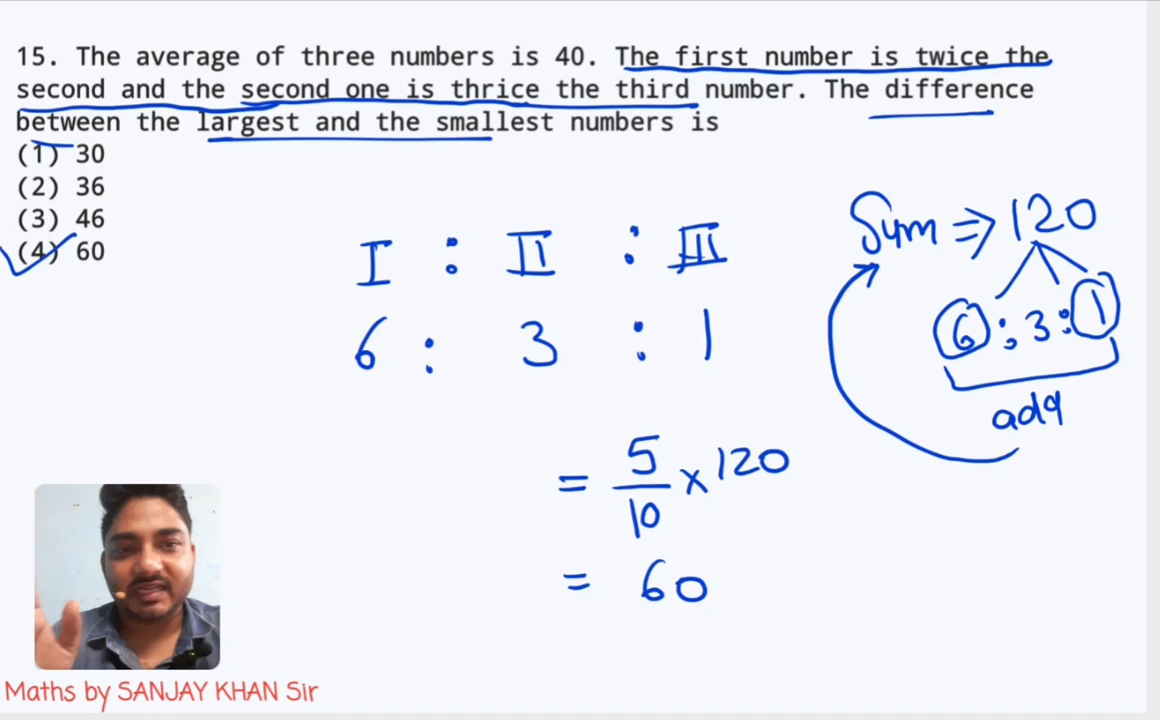 15. The average of three numbers is 40. The first number is twice the
second and the second one is thrice the third number. The difference
between the largest and the smallest numbers is
(1) 30
(2) 36
(3) 46
(4) 60
I : II : III
6 : 3 : 1
Sum ⇒ 120
6 : 3 : 1
add
= 5/10 × 120
= 60
Maths by SANJAY KHAN Sir